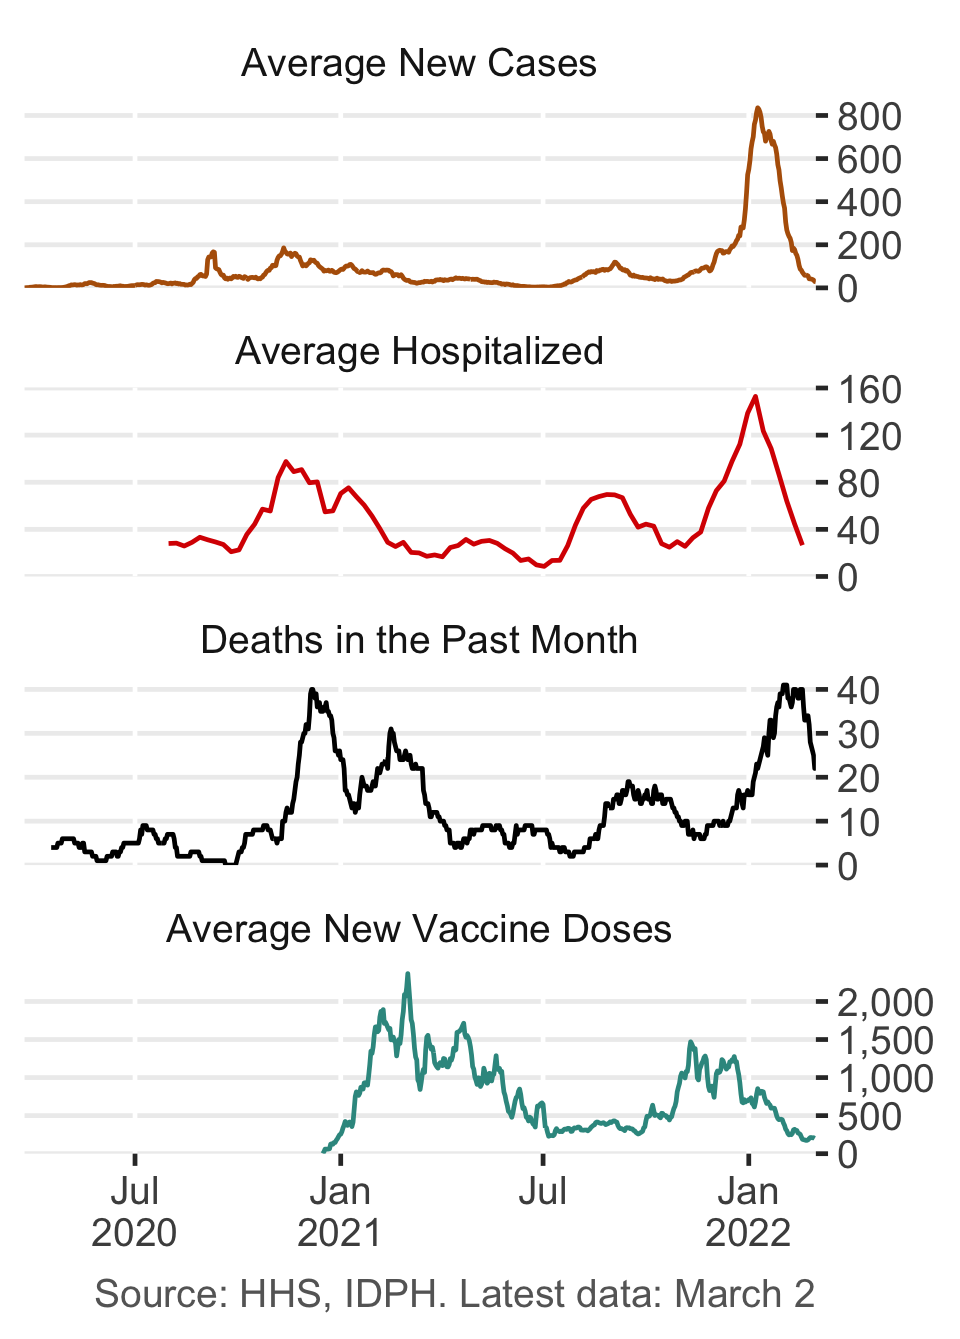 Average New Cases
800
600
400
200
0
Average Hospitalized
160
120
80
40
0
Deaths in the Past Month
40
30
20
10
0
Average New Vaccine Doses
2,000
1,500
1,000
500
0
Jul Jan Jul Jan
2020 2021 2022
Source: HHS, IDPH. Latest data: March 2